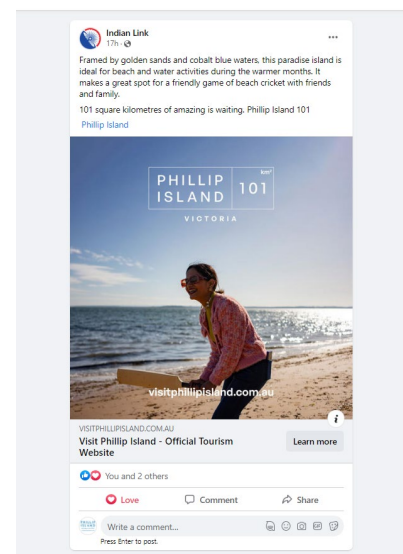 Indian Link
17h ·
Framed by golden sands and cobalt blue waters, this paradise island is
ideal for beach and water activities during the warmer months. It
makes a great spot for a friendly game of beach cricket with friends
and family.
101 square kilometres of amazing is waiting. Phillip Island 101
Phillip Island
PHILLIP
ISLAND
101
km²
VICTORIA
visitphillipisland.com.au
i
VISITPHILLIPISLAND.COM.AU
Visit Phillip Island - Official Tourism
Website
Learn more
You and 2 others
Love
Comment
Share
Write a comment...
GIF
Press Enter to post.